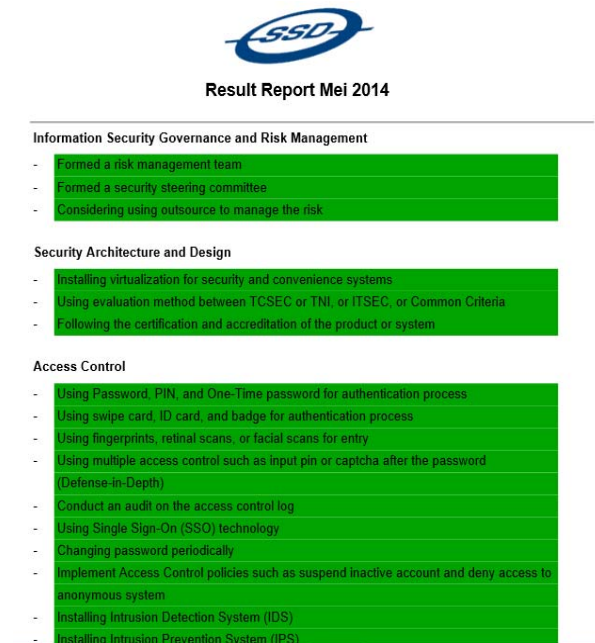 SSD
Result Report Mei 2014
Information Security Governance and Risk Management
- Formed a risk management team
- Formed a security steering committee
- Considering using outsource to manage the risk
Security Architecture and Design
- Installing virtualization for security and convenience systems
- Using evaluation method between TCSEC or TNI, or ITSEC, or Common Criteria
- Following the certification and accreditation of the product or system
Access Control
- Using Password, PIN, and One-Time password for authentication process
- Using swipe card, ID card, and badge for authentication process
- Using fingerprints, retinal scans, or facial scans for entry
- Using multiple access control such as input pin or captcha after the password
(Defense-in-Depth)
- Conduct an audit on the access control log
- Using Single Sign-On (SSO) technology
- Changing password periodically
- Implement Access Control policies such as suspend inactive account and deny access to
anonymous system
- Installing Intrusion Detection System (IDS)
- Installing Intrusion Prevention System (IPS)